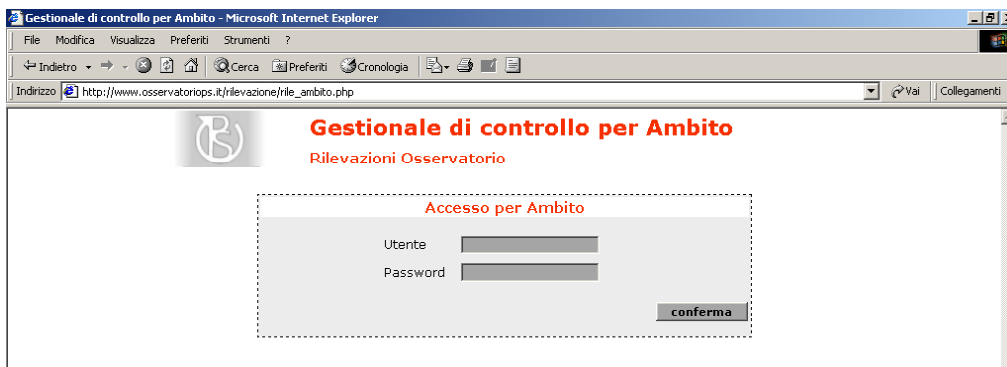 Gestionale di controllo per Ambito - Microsoft Internet Explorer
File Modifica Visualizza Preferiti Strumenti ?
Indietro Cerca Preferiti Cronologia
Indirizzo http://www.osservatoriops.it/rilevazione/rile_ambito.php Vai Collegamenti
Gestionale di controllo per Ambito
Rilevazioni Osservatorio
Accesso per Ambito
Utente
Password
conferma